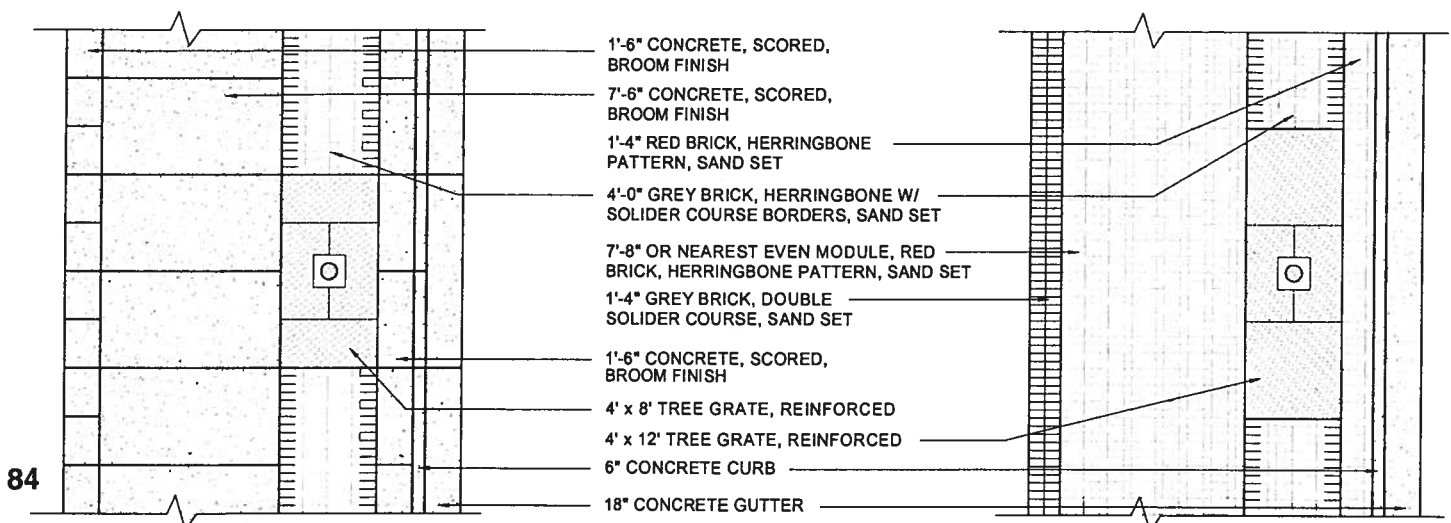 1'-6" CONCRETE, SCORED,
BROOM FINISH
7'-6" CONCRETE, SCORED,
BROOM FINISH
1'-4" RED BRICK, HERRINGBONE
PATTERN, SAND SET
4'-0" GREY BRICK, HERRINGBONE W/
SOLIDER COURSE BORDERS, SAND SET
7'-8" OR NEAREST EVEN MODULE, RED
BRICK, HERRINGBONE PATTERN, SAND SET
1'-4" GREY BRICK, DOUBLE
SOLIDER COURSE, SAND SET
1'-6" CONCRETE, SCORED,
BROOM FINISH
4' x 8' TREE GRATE, REINFORCED
4' x 12' TREE GRATE, REINFORCED
6" CONCRETE CURB
18" CONCRETE GUTTER
84